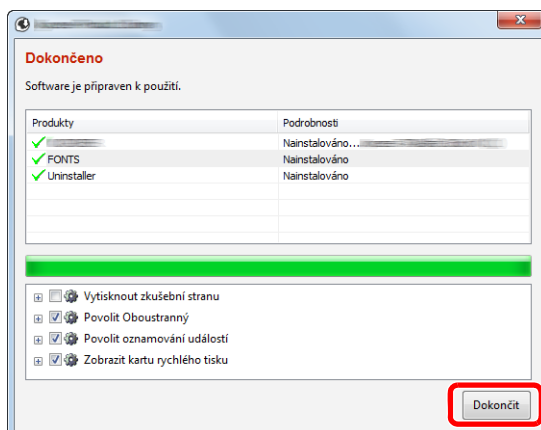 Dokončeno
Software je připraven k použití.
Produkty Podrobnosti
Nainstalováno...
FONTS Nainstalováno
Uninstaller Nainstalováno
Vytisknout zkušební stranu
Povolit Oboustranný
Povolit oznamování událostí
Zobrazit kartu rychlého tisku
Dokončit